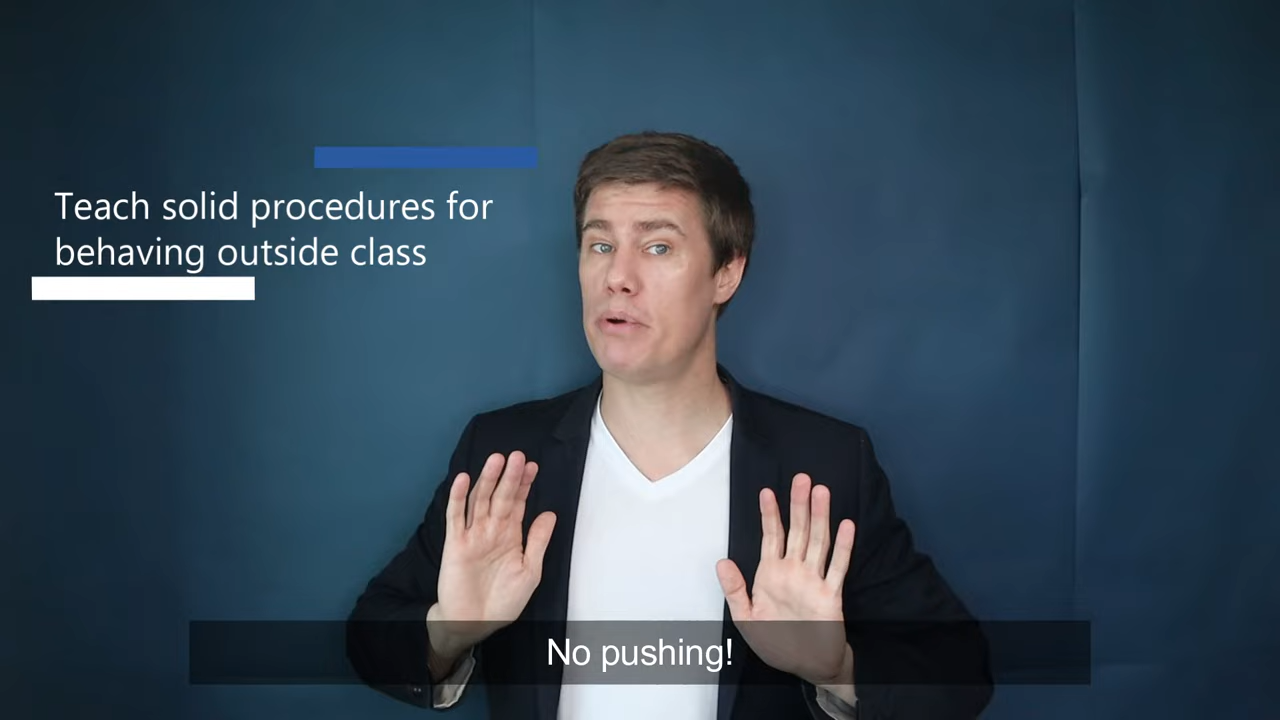 Teach solid procedures for
behaving outside class
No pushing!